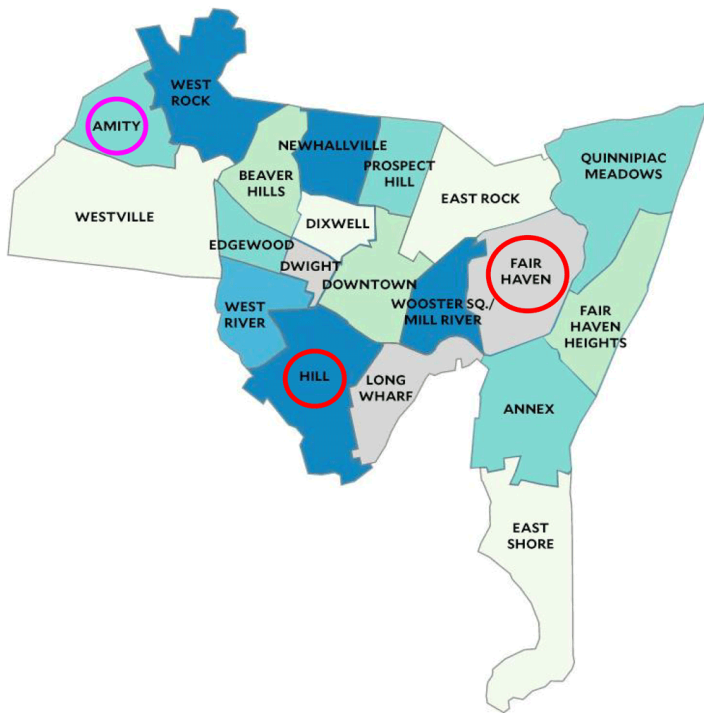 WEST
ROCK
AMITY
NEWHALLVILLE
PROSPECT
HILL
QUINNIPIAC
MEADOWS
BEAVER
HILLS
EAST ROCK
WESTVILLE
DIXWELL
EDGEWOOD
DWIGHT
FAIR
HAVEN
DOWNTOWN
WEST
RIVER
WOOSTER SQ./
MILL RIVER
FAIR
HAVEN
HEIGHTS
HILL
LONG
WHARF
ANNEX
EAST
SHORE